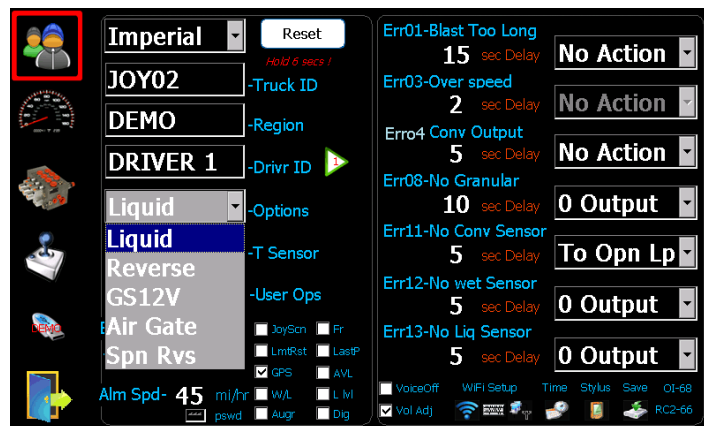 Imperial
Reset
Hold 6 secs !
JOY02 -Truck ID
DEMO -Region
DRIVER 1 -Drivr ID 1
Liquid -Options
Liquid
Reverse
GS12V
Air Gate
Spn Rvs
-T Sensor
-User Ops
DEMO
JoyScn Fr
LmtRst LastP
GPS AVL
Alm Spd- 45 mi/hr W/L L lvl
pswd Augr Dig
Err01-Blast Too Long
15 sec Delay No Action
Err03-Over speed
2 sec Delay No Action
Erro4 Conv Output
5 sec Delay No Action
Err08-No Granular
10 sec Delay 0 Output
Err11-No Conv Sensor
5 sec Delay To Opn Lp
Err12-No wet Sensor
5 sec Delay 0 Output
Err13-No Liq Sensor
5 sec Delay 0 Output
VoiceOff WiFi Setup Time Stylus Save OI-68
Vol Adj RC2-66